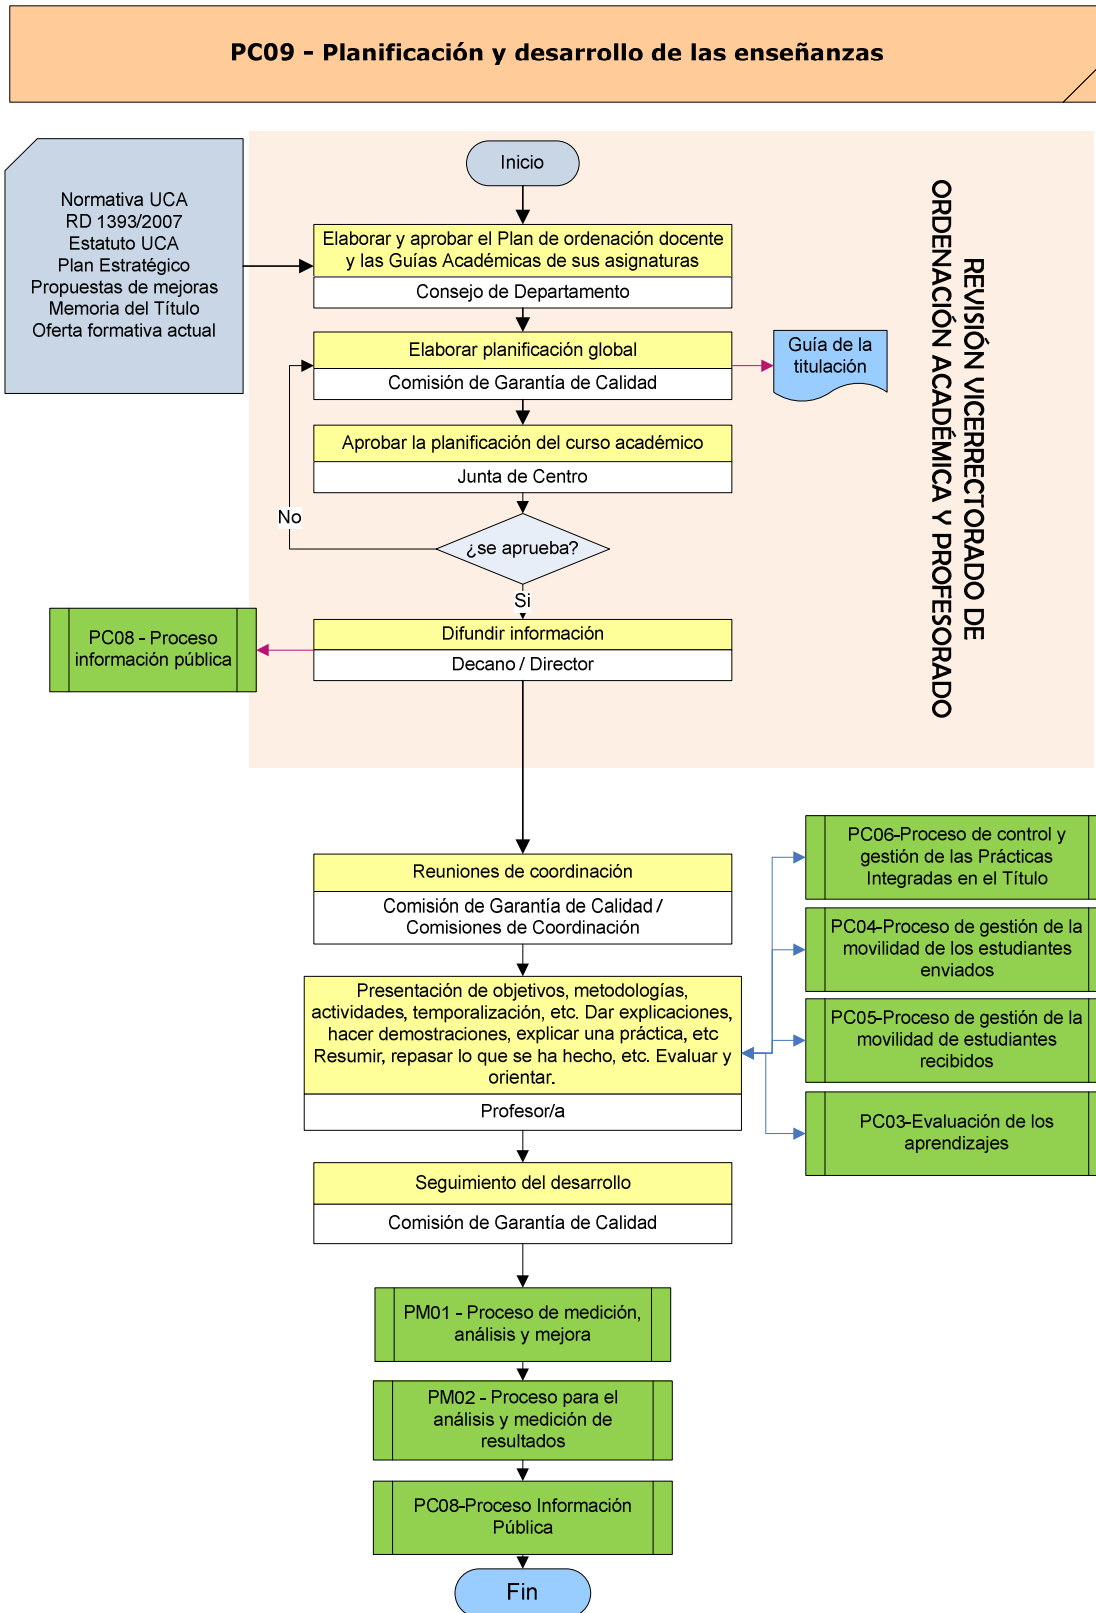 PC09 - Planificación y desarrollo de las enseñanzas
Normativa UCA
RD 1393/2007
Estatuto UCA
Plan Estratégico
Propuestas de mejoras
Memoria del Título
Oferta formativa actual
Inicio
Elaborar y aprobar el Plan de ordenación docente
y las Guías Académicas de sus asignaturas
Consejo de Departamento
Elaborar planificación global
Comisión de Garantía de Calidad
Guía de la
titulación
Aprobar la planificación del curso académico
Junta de Centro
¿se aprueba?
No
Si
Difundir información
Decano / Director
PC08 - Proceso
información pública
REVISIÓN VICERRECTORADO DE
ORDENACIÓN ACADÉMICA Y PROFESORADO
Reuniones de coordinación
Comisión de Garantía de Calidad /
Comisiones de Coordinación
Presentación de objetivos, metodologías,
actividades, temporalización, etc. Dar explicaciones,
hacer demostraciones, explicar una práctica, etc
Resumir, repasar lo que se ha hecho, etc. Evaluar y
orientar.
Profesor/a
PC06-Proceso de control y
gestión de las Prácticas
Integradas en el Título
PC04-Proceso de gestión de la
movilidad de los estudiantes
enviados
PC05-Proceso de gestión de la
movilidad de estudiantes
recibidos
PC03-Evaluación de los
aprendizajes
Seguimiento del desarrollo
Comisión de Garantía de Calidad
PM01 - Proceso de medición,
análisis y mejora
PM02 - Proceso para el
análisis y medición de
resultados
PC08-Proceso Información
Pública
Fin